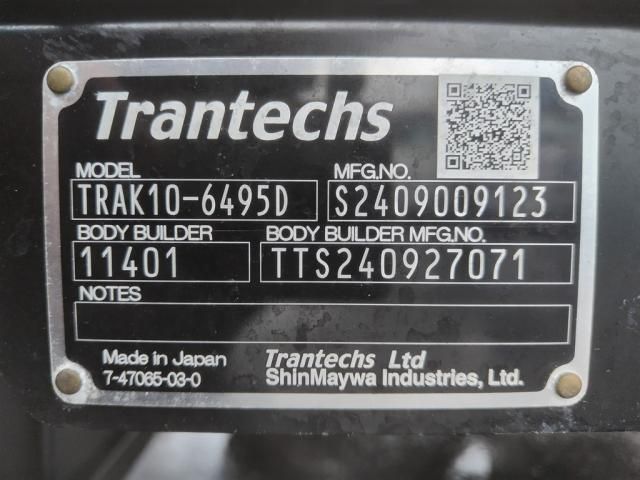 Trantechs
MODEL MFG.NO.
TRAK10-6495D S2409009123
BODY BUILDER BODY BUILDER MFG.NO.
11401 TTS240927071
NOTES
Made in Japan Trantechs Ltd
7-47065-03-0 ShinMaywa Industries, Ltd.